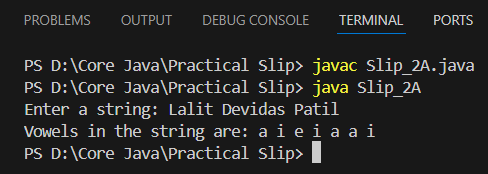 PROBLEMS OUTPUT DEBUG CONSOLE TERMINAL PORTS
PS D:\Core Java\Practical Slip> javac Slip_2A.java
PS D:\Core Java\Practical Slip> java Slip_2A
Enter a string: Lalit Devidas Patil
Vowels in the string are: a i e i a a i
PS D:\Core Java\Practical Slip>